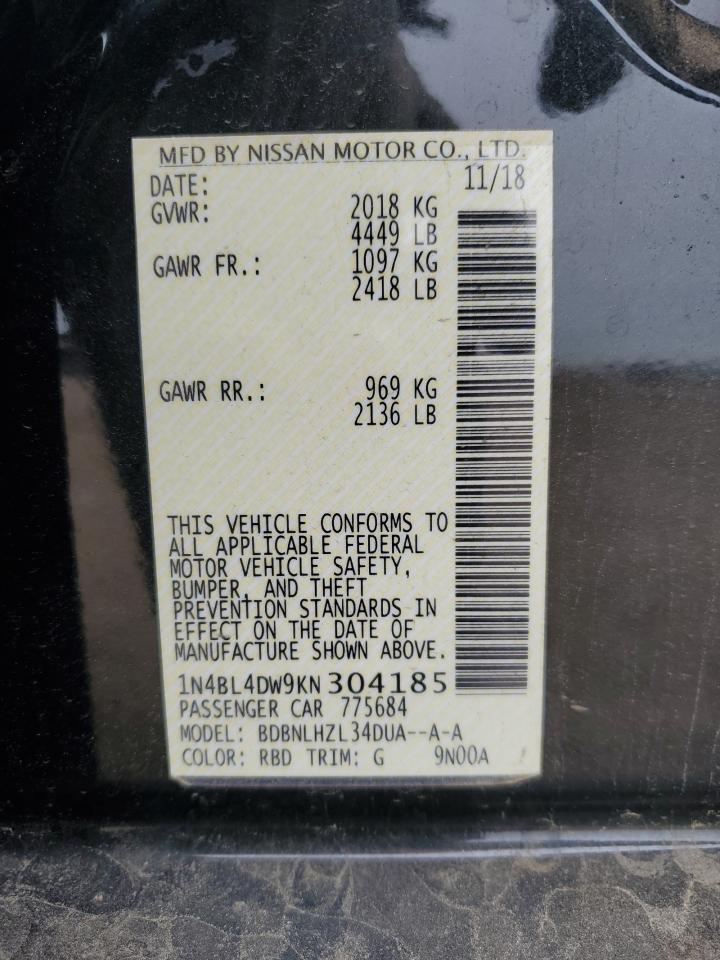 MFD BY NISSAN MOTOR CO., LTD.
DATE: 11/18
GVWR: 2018 KG
4449 LB
GAWR FR.: 1097 KG
2418 LB
GAWR RR.: 969 KG
2136 LB
THIS VEHICLE CONFORMS TO
ALL APPLICABLE FEDERAL
MOTOR VEHICLE SAFETY,
BUMPER, AND THEFT
PREVENTION STANDARDS IN
EFFECT ON THE DATE OF
MANUFACTURE SHOWN ABOVE.
1N4BL4DW9KN304185
PASSENGER CAR 775684
MODEL: BDBNLHZL34DUA--A-A
COLOR: RBD TRIM: G 9N00A